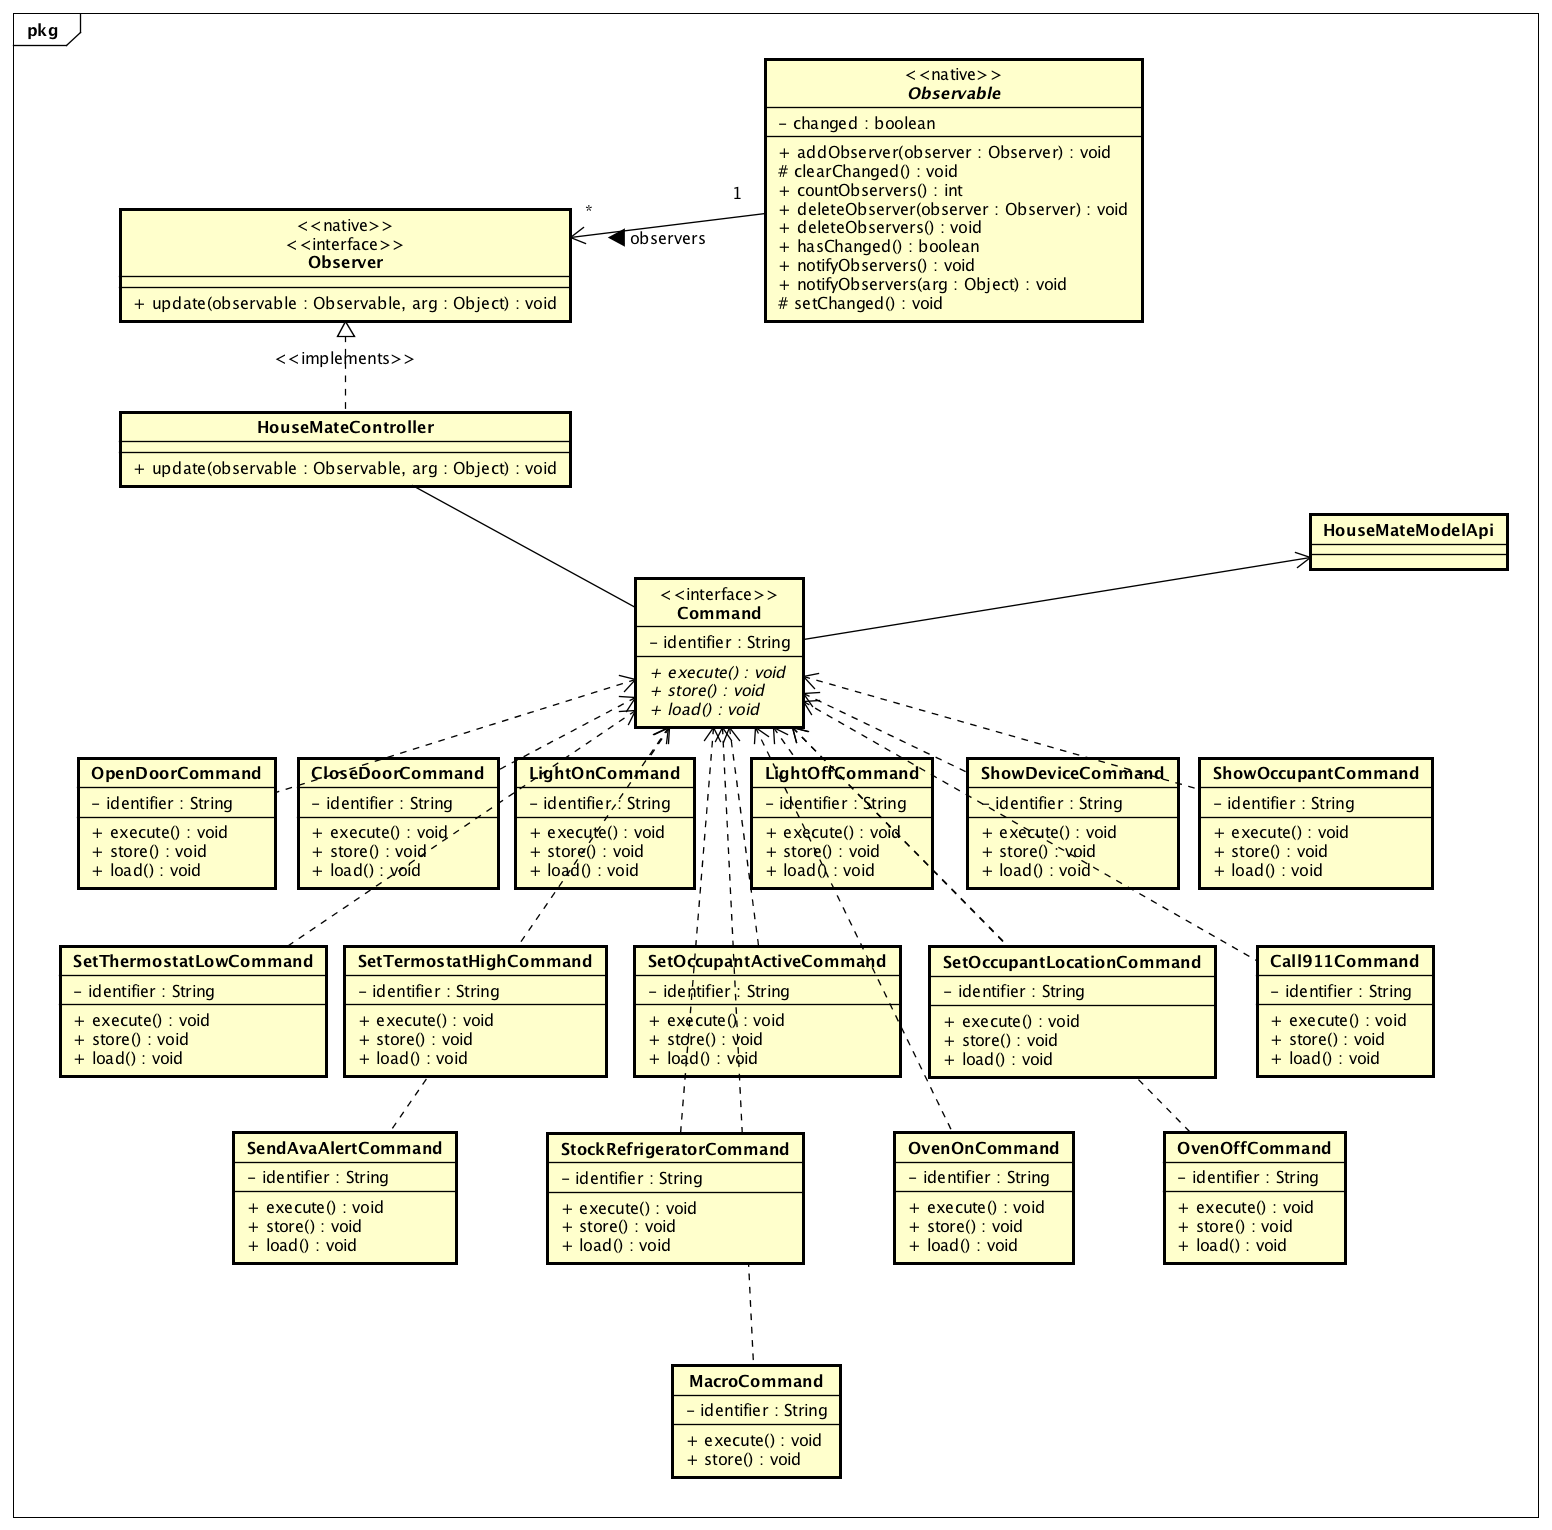 pkg
<<native>>
Observable
– changed : boolean
+ addObserver(observer : Observer) : void
# clearChanged() : void
+ countObservers() : int
+ deleteObserver(observer : Observer) : void
+ deleteObservers() : void
+ hasChanged() : boolean
+ notifyObservers() : void
+ notifyObservers(arg : Object) : void
# setChanged() : void
1
*
observers
<<native>>
<<interface>>
Observer
+ update(observable : Observable, arg : Object) : void
<<implements>>
HouseMateController
+ update(observable : Observable, arg : Object) : void
HouseMateModelApi
<<interface>>
Command
– identifier : String
+ execute() : void
+ store() : void
+ load() : void
OpenDoorCommand
– identifier : String
+ execute() : void
+ store() : void
+ load() : void
CloseDoorCommand
– identifier : String
+ execute() : void
+ store() : void
+ load() : void
LightOnCommand
– identifier : String
+ execute() : void
+ store() : void
+ load() : void
LightOffCommand
– identifier : String
+ execute() : void
+ store() : void
+ load() : void
ShowDeviceCommand
– identifier : String
+ execute() : void
+ store() : void
+ load() : void
ShowOccupantCommand
– identifier : String
+ execute() : void
+ store() : void
+ load() : void
SetThermostatLowCommand
– identifier : String
+ execute() : void
+ store() : void
+ load() : void
SetTermostatHighCommand
– identifier : String
+ execute() : void
+ store() : void
+ load() : void
SetOccupantActiveCommand
– identifier : String
+ execute() : void
+ store() : void
+ load() : void
SetOccupantLocationCommand
– identifier : String
+ execute() : void
+ store() : void
+ load() : void
Call911Command
– identifier : String
+ execute() : void
+ store() : void
+ load() : void
SendAvaAlertCommand
– identifier : String
+ execute() : void
+ store() : void
+ load() : void
StockRefrigeratorCommand
– identifier : String
+ execute() : void
+ store() : void
+ load() : void
OvenOnCommand
– identifier : String
+ execute() : void
+ store() : void
+ load() : void
OvenOffCommand
– identifier : String
+ execute() : void
+ store() : void
+ load() : void
MacroCommand
– identifier : String
+ execute() : void
+ store() : void